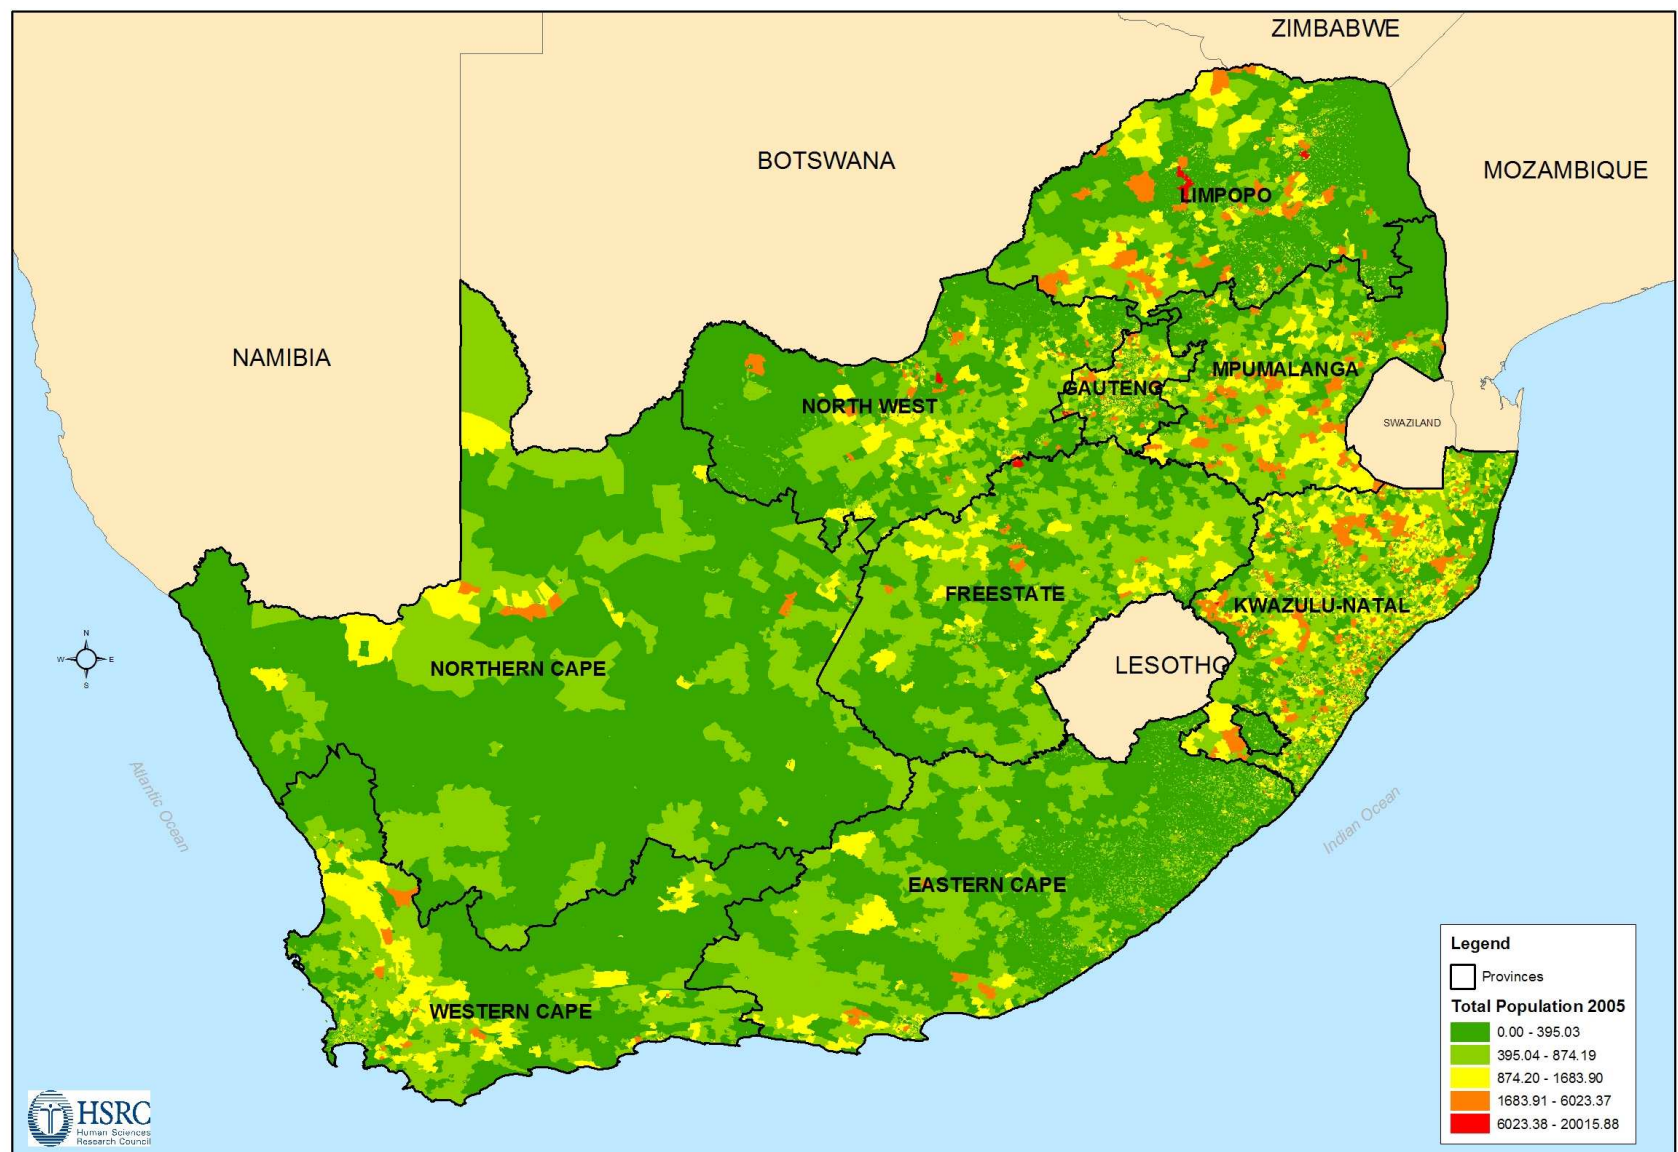 ZIMBABWE
BOTSWANA
MOZAMBIQUE
LIMPOPO
NAMIBIA
MPUMALANGA
GAUTENG
NORTH WEST
SWAZILAND
FREESTATE
KWAZULU-NATAL
N
W
E
S
NORTHERN CAPE
LESOTHO
Atlantic Ocean
Indian Ocean
EASTERN CAPE
WESTERN CAPE
Legend
Provinces
Total Population 2005
0.00 - 395.03
395.04 - 874.19
874.20 - 1683.90
1683.91 - 6023.37
6023.38 - 20015.88
HSRC
Human Sciences
Research Council